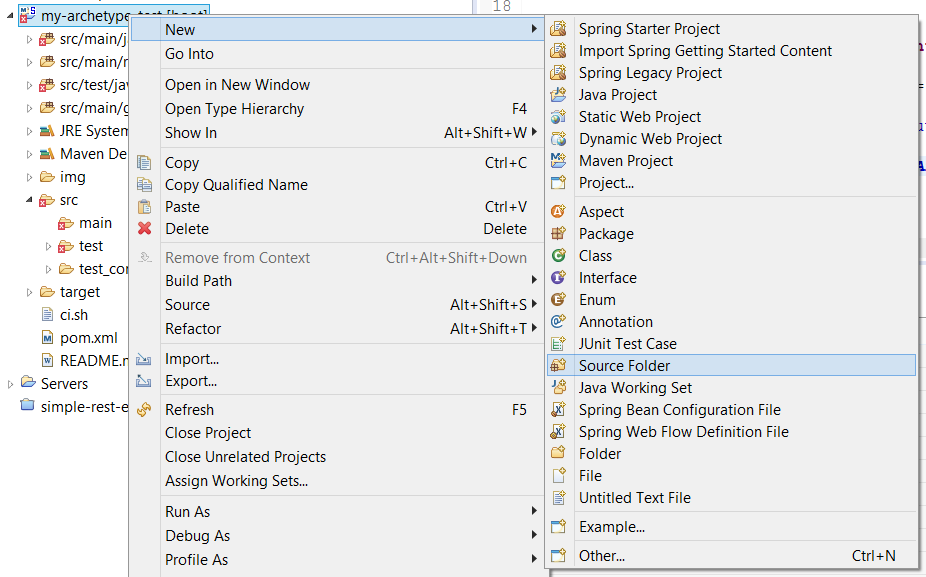 my-archetype-test [boot]
src/main/j
src/main/r
src/test/jav
src/main/g
JRE System
Maven De
img
src
main
test
test_con
target
ci.sh
pom.xml
README.m
Servers
simple-rest-e
18
New
Go Into
Open in New Window
Open Type Hierarchy F4
Show In Alt+Shift+W
Copy Ctrl+C
Copy Qualified Name
Paste Ctrl+V
Delete Delete
Remove from Context Ctrl+Alt+Shift+Down
Build Path
Source Alt+Shift+S
Refactor Alt+Shift+T
Import...
Export...
Refresh F5
Close Project
Close Unrelated Projects
Assign Working Sets...
Run As
Debug As
Profile As
Spring Starter Project
Import Spring Getting Started Content
Spring Legacy Project
Java Project
Static Web Project
Dynamic Web Project
Maven Project
Project...
Aspect
Package
Class
Interface
Enum
Annotation
JUnit Test Case
Source Folder
Java Working Set
Spring Bean Configuration File
Spring Web Flow Definition File
Folder
File
Untitled Text File
Example...
Other... Ctrl+N